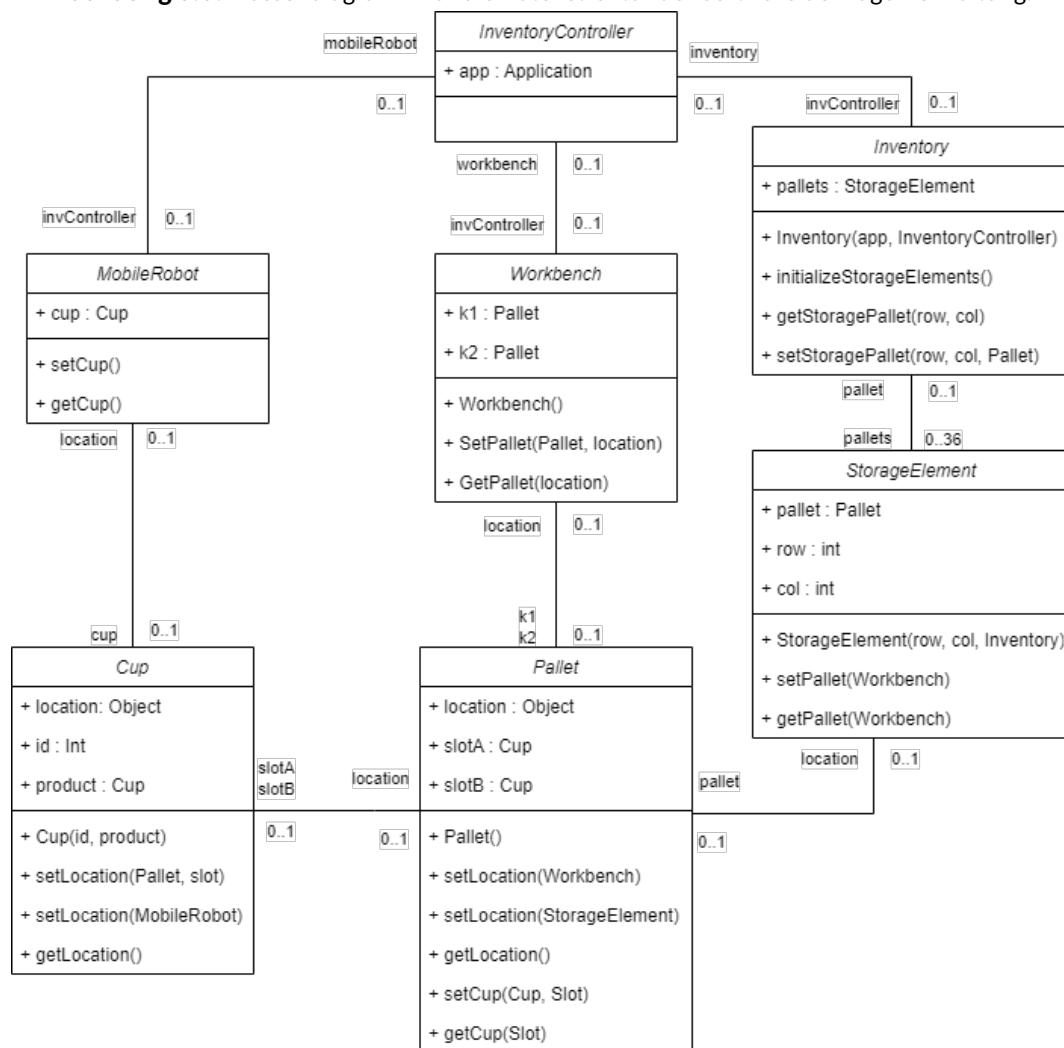 InventoryController
+ app : Application
mobileRobot
0..1
inventory
0..1
invController
0..1
workbench
0..1
invController
0..1
invController
0..1
Inventory
+ pallets : StorageElement
+ Inventory(app, InventoryController)
+ initializeStorageElements()
+ getStoragePallet(row, col)
+ setStoragePallet(row, col, Pallet)
MobileRobot
+ cup : Cup
+ setCup()
+ getCup()
Workbench
+ k1 : Pallet
+ k2 : Pallet
+ Workbench()
+ SetPallet(Pallet, location)
+ GetPallet(location)
pallet
0..1
pallets
0..36
location
0..1
location
0..1
StorageElement
+ pallet : Pallet
+ row : int
+ col : int
+ StorageElement(row, col, Inventory)
+ setPallet(Workbench)
+ getPallet(Workbench)
cup
0..1
k1
k2
0..1
Cup
+ location: Object
+ id : Int
+ product : Cup
+ Cup(id, product)
+ setLocation(Pallet, slot)
+ setLocation(MobileRobot)
+ getLocation()
slotA
slotB
0..1
location
0..1
Pallet
+ location : Object
+ slotA : Cup
+ slotB : Cup
+ Pallet()
+ setLocation(Workbench)
+ setLocation(StorageElement)
+ getLocation()
+ setCup(Cup, Slot)
+ getCup(Slot)
pallet
0..1
location
0..1